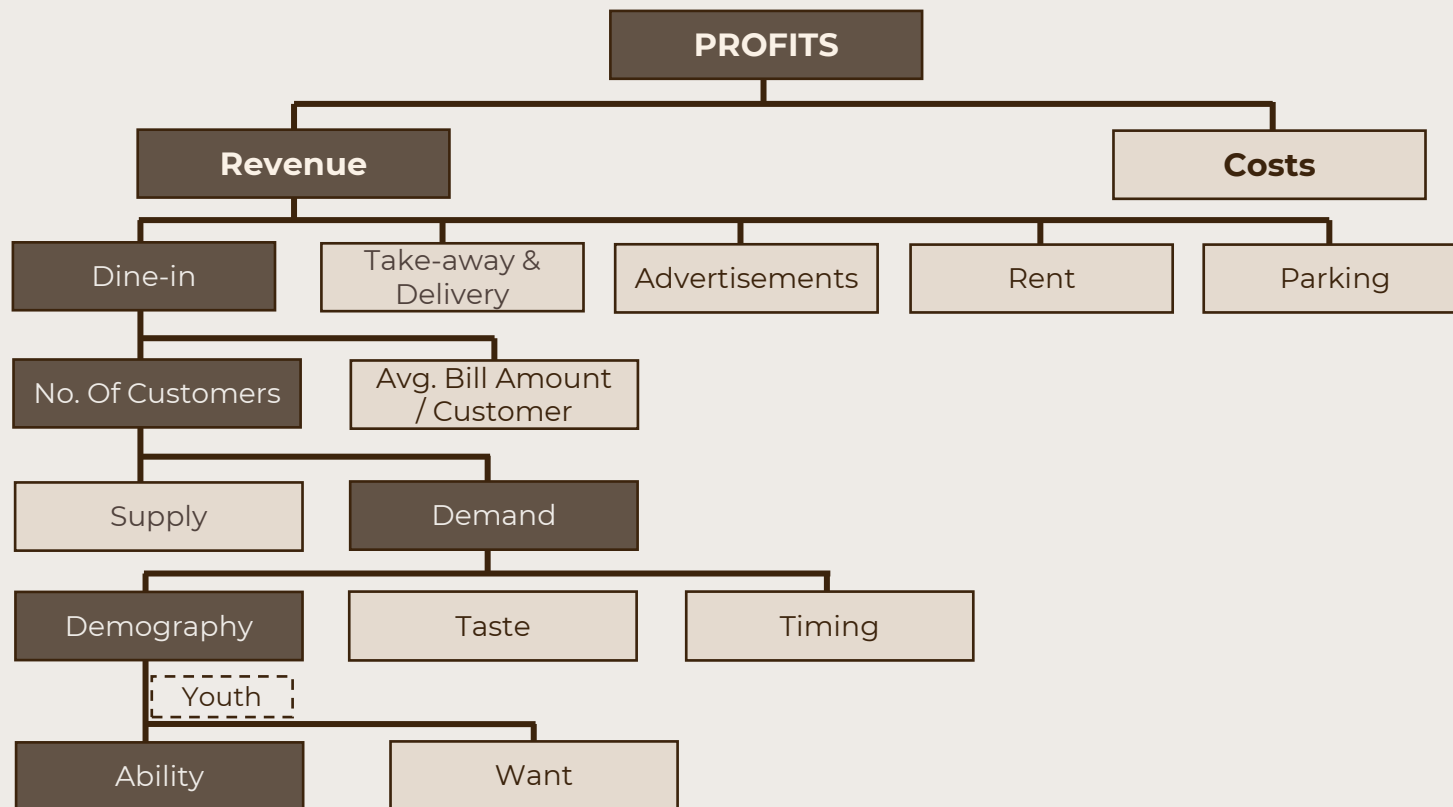 PROFITS
Revenue
Costs
Dine-in
Take-away &
Delivery
Advertisements
Rent
Parking
No. Of Customers
Avg. Bill Amount
/ Customer
Supply
Demand
Demography
Taste
Timing
Youth
Ability
Want